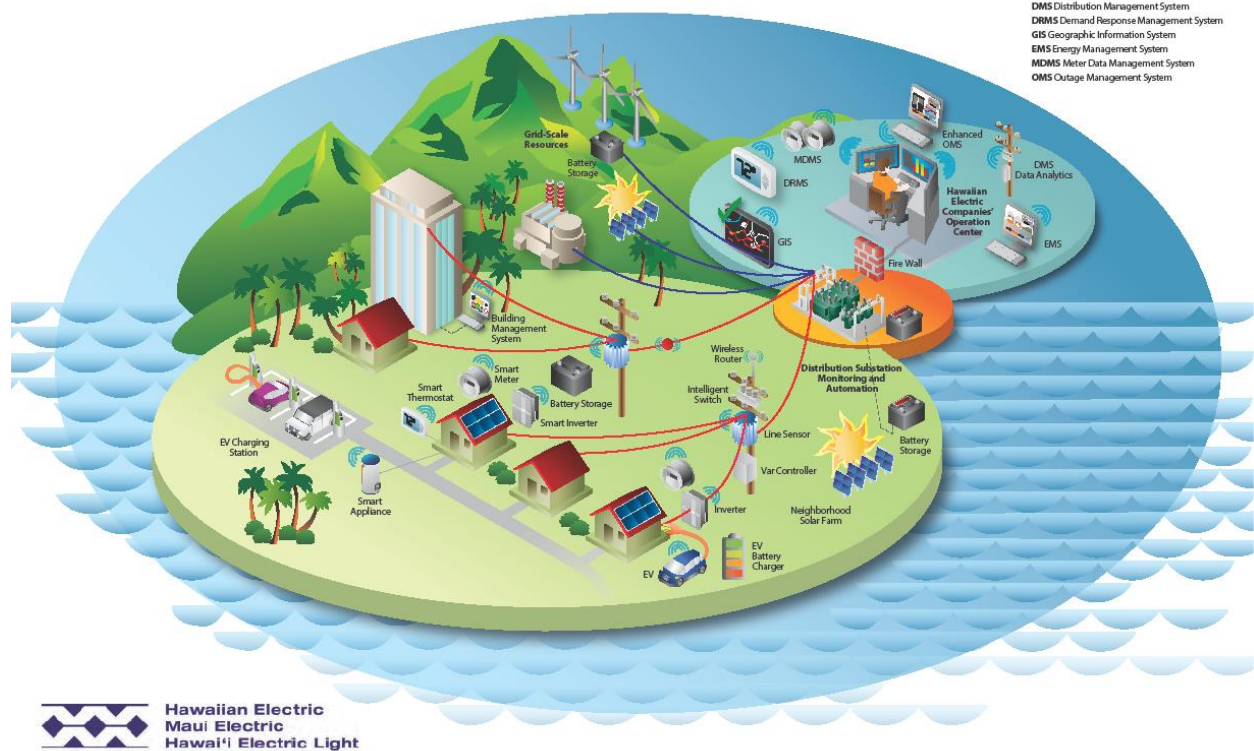 DMS Distribution Management System
DRMS Demand Response Management System
GIS Geographic Information System
EMS Energy Management System
MDMS Meter Data Management System
OMS Outage Management System
Grid-Scale
Resources
Battery
Storage
MDMS
DRMS
Enhanced
OMS
DMS
Data Analytics
Hawaiian
Electric
Companies'
Operation
Center
GIS
EMS
Fire Wall
Building
Management
System
Wireless
Router
Distribution Substation
Monitoring and
Automation
Smart
Meter
Smart
Thermostat
Battery Storage
Smart Inverter
Intelligent
Switch
Line Sensor
Battery
Storage
EV Charging
Station
Var Controller
Smart
Appliance
Inverter
Neighborhood
Solar Farm
EV
EV
Battery
Charger
Hawaiian Electric
Maui Electric
Hawai‘i Electric Light